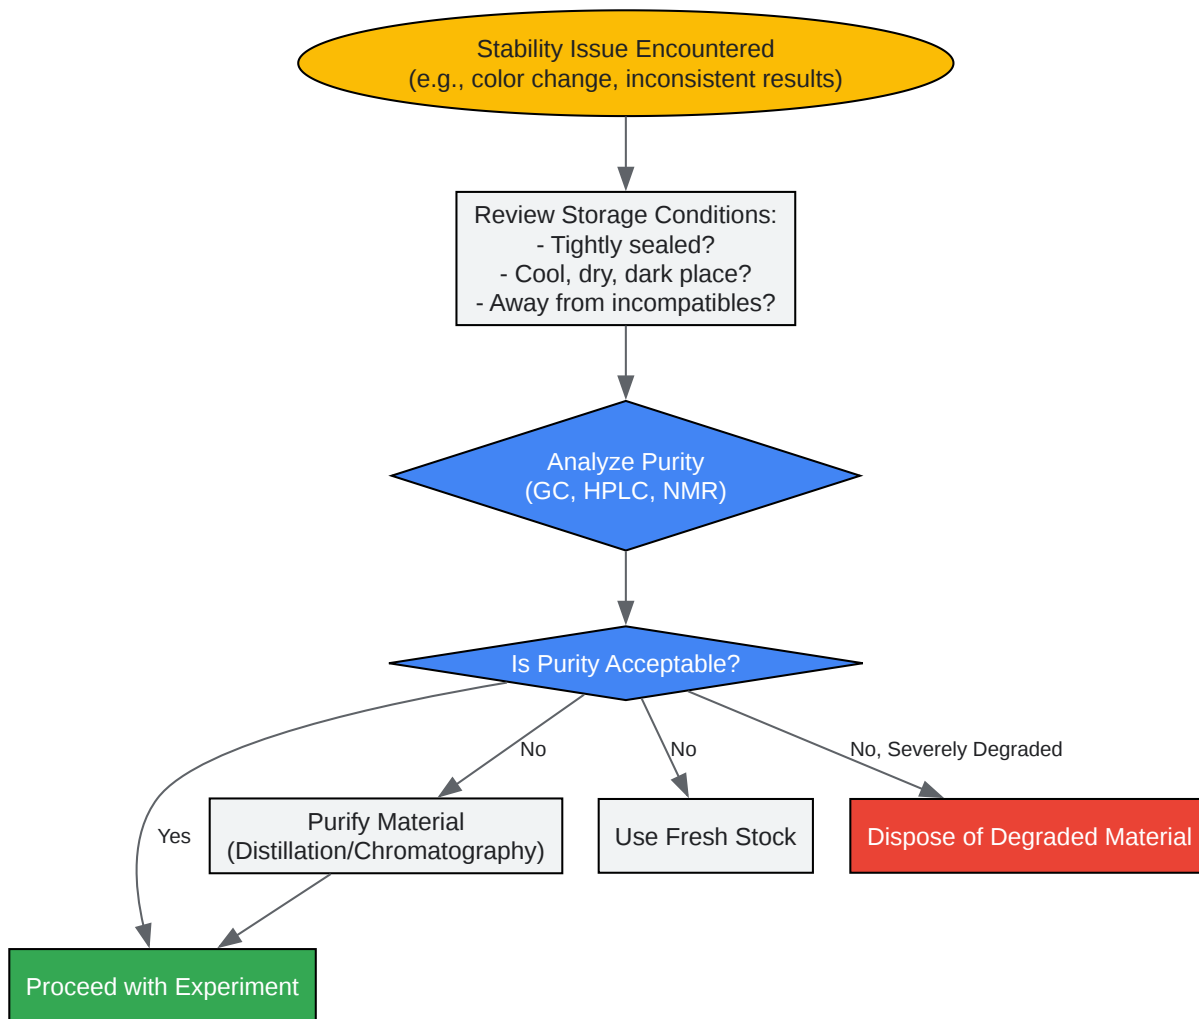 Stability Issue Encountered
(e.g., color change, inconsistent results)
Review Storage Conditions:
- Tightly sealed?
- Cool, dry, dark place?
- Away from incompatibles?
Analyze Purity
(GC, HPLC, NMR)
Is Purity Acceptable?
No
No
No, Severely Degraded
Yes
Purify Material
(Distillation/Chromatography)
Use Fresh Stock
Dispose of Degraded Material
Proceed with Experiment